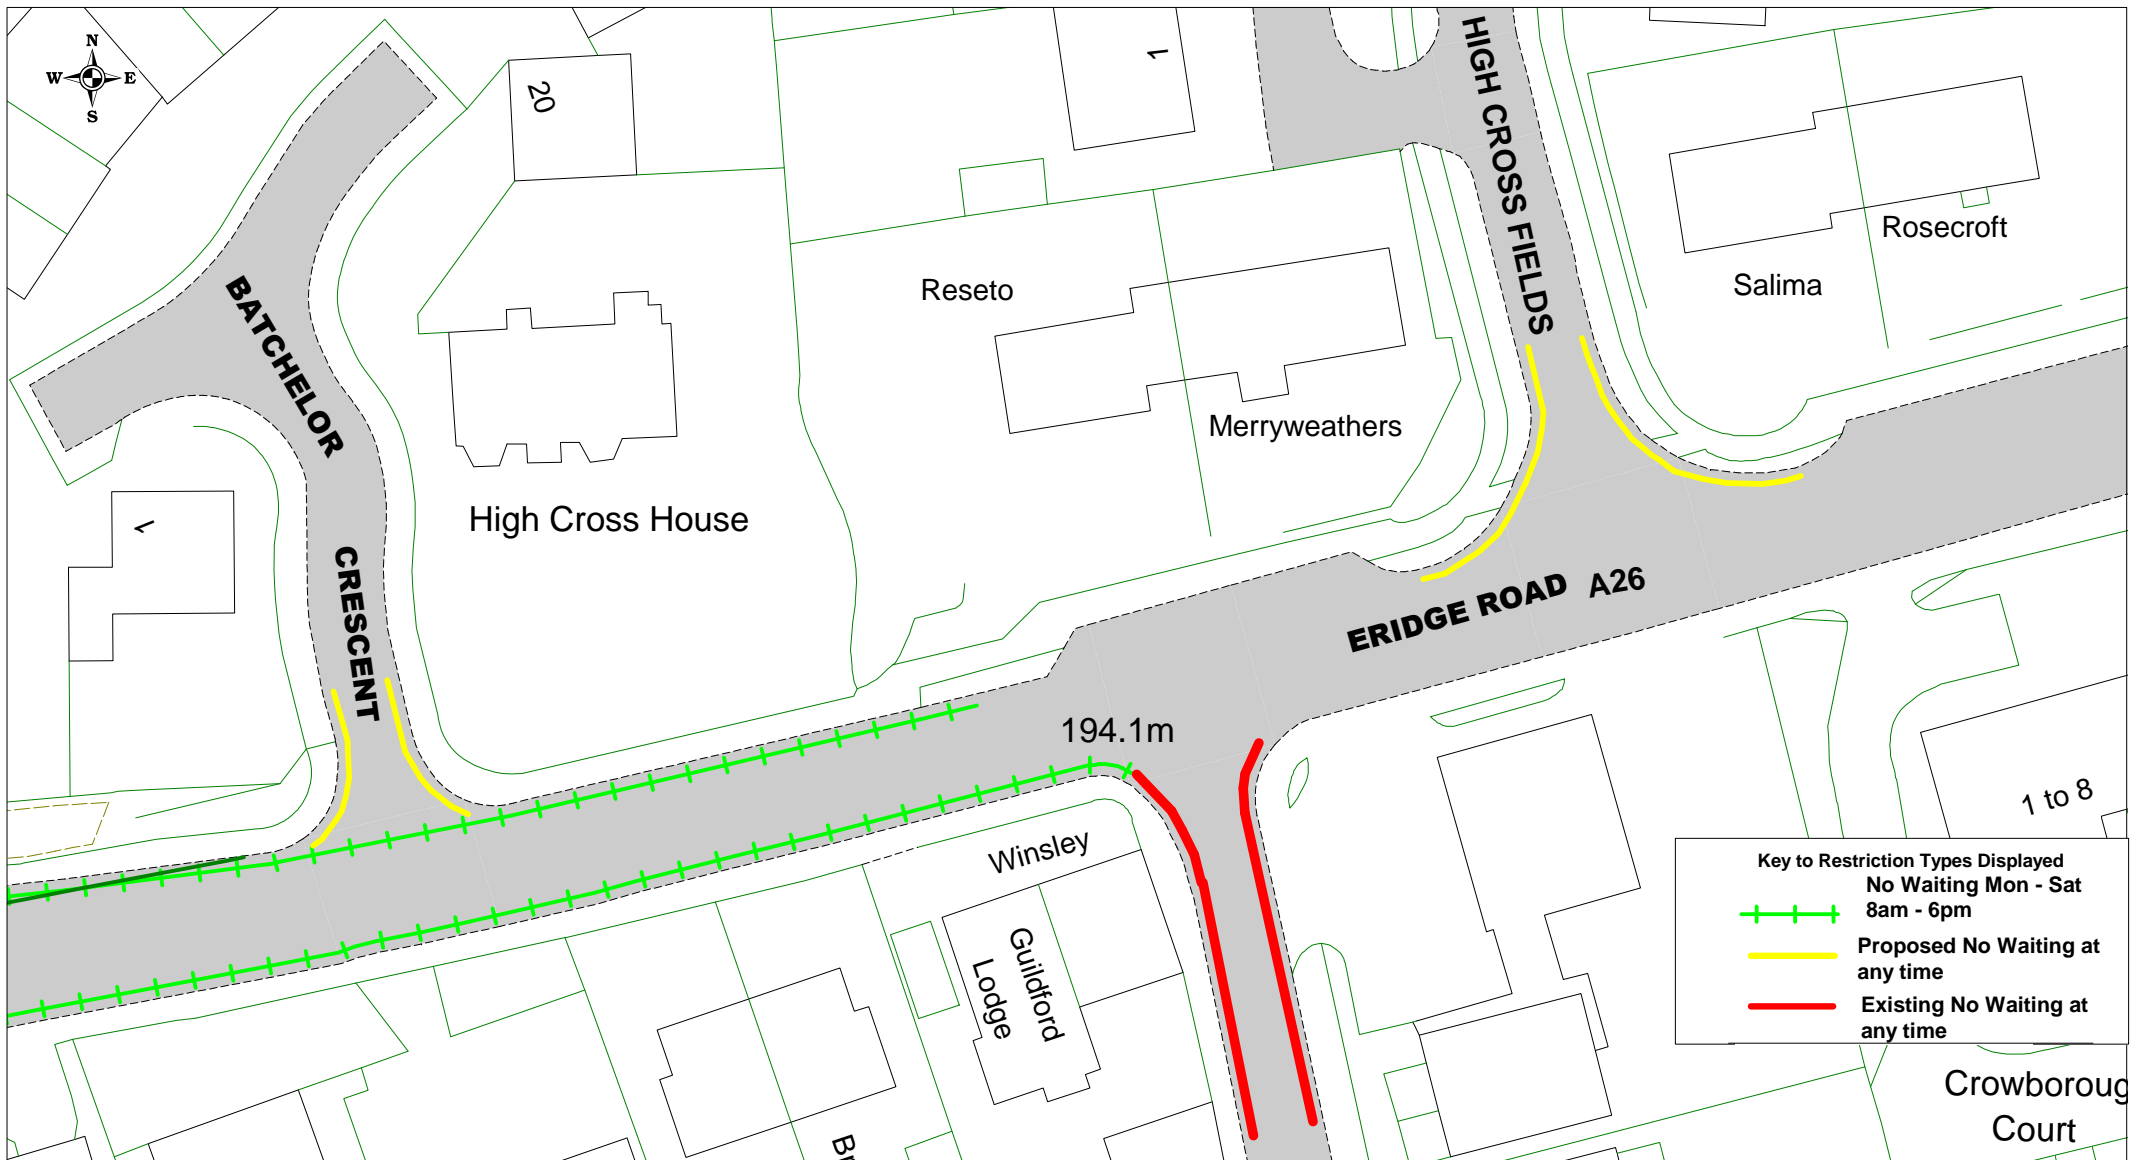 N
W E
S
20
1
HIGH CROSS FIELDS
Rosecroft
Salima
Reseto
BATCHELOR
Merryweathers
High Cross House
1
CRESCENT
ERIDGE ROAD A26
194.1m
Winsley
1 to 8
Guildford
Lodge
Key to Restriction Types Displayed
No Waiting Mon - Sat
8am - 6pm
Proposed No Waiting at
any time
Existing No Waiting at
any time
Crowboroug
Court
Br